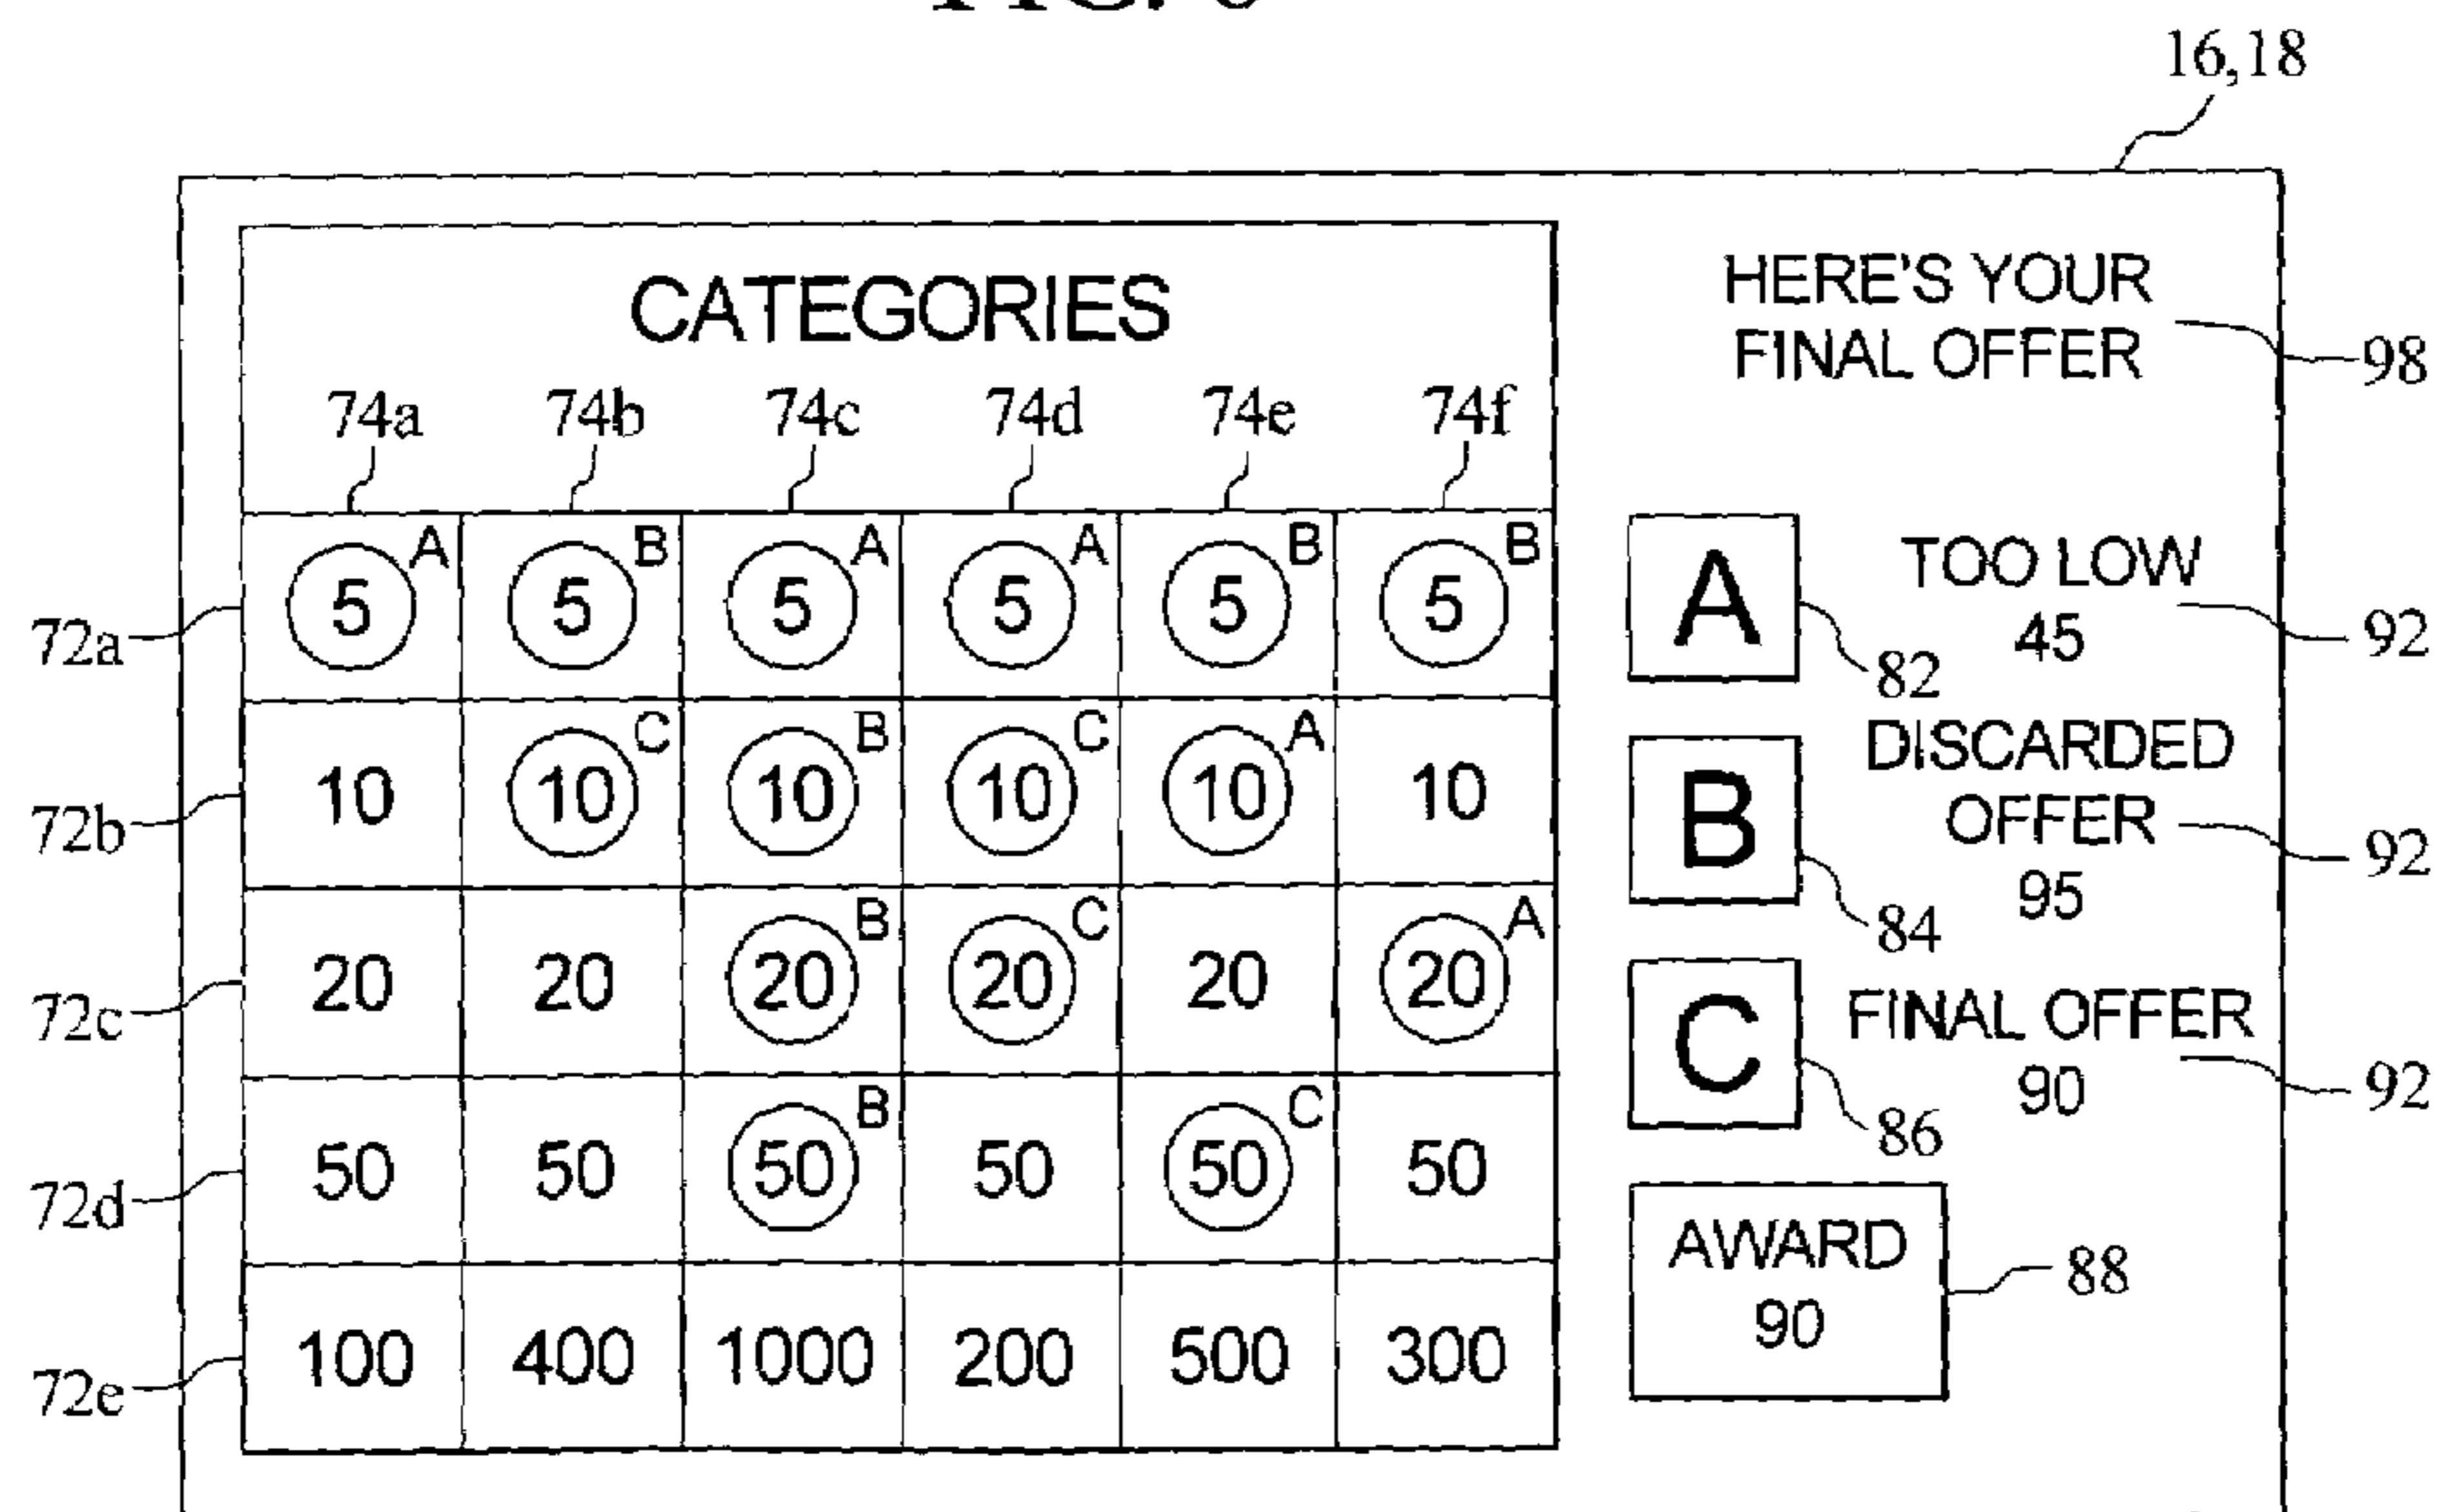 16,18
CATEGORIES
HERE'S YOUR
FINAL OFFER
98
74a 74b 74c 74d 74e 74f
72a 5 A 5 B 5 A 5 A 5 B 5 B
A TOO LOW
45
82 92
72b 10 10 C 10 B 10 C 10 A 10
B DISCARDED
OFFER
95
84 92
72c 20 20 20 B 20 C 20 20 A
C FINAL OFFER
90
86 92
72d 50 50 50 B 50 50 C 50
AWARD
90
88
72e 100 400 1000 200 500 300